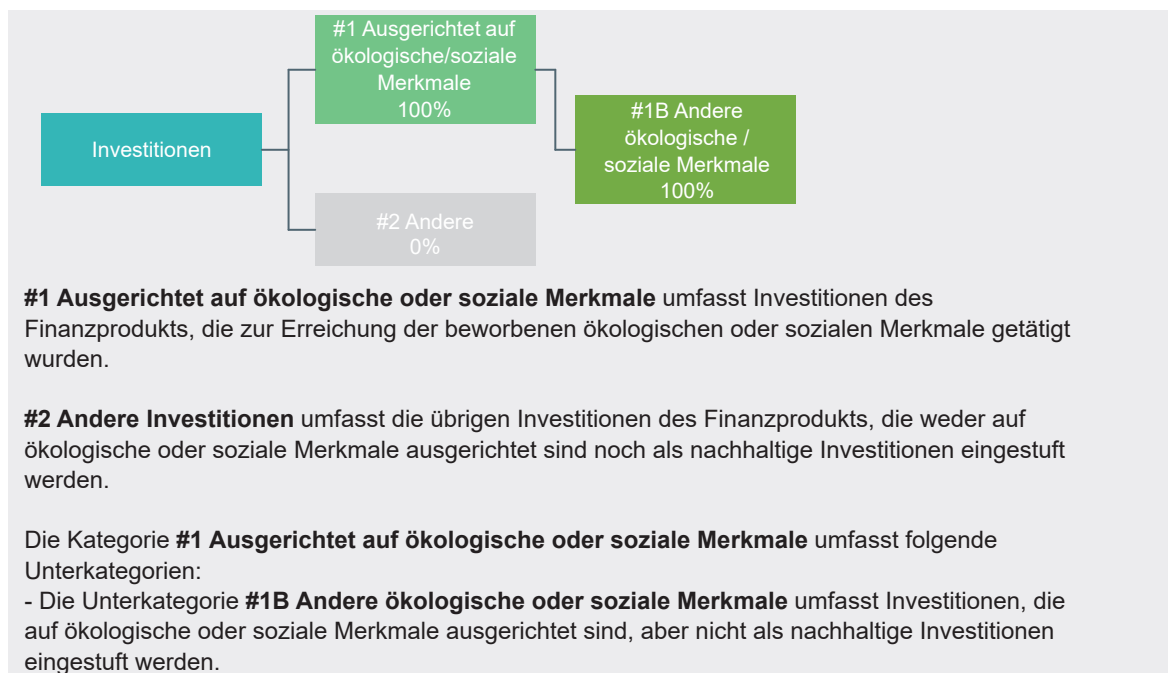 #1 Ausgerichtet auf
ökologische/soziale
Merkmale
100%
#1B Andere
ökologische /
soziale Merkmale
100%
Investitionen
#2 Andere
0%
#1 Ausgerichtet auf ökologische oder soziale Merkmale umfasst Investitionen des
Finanzprodukts, die zur Erreichung der beworbenen ökologischen oder sozialen Merkmale getätigt
wurden.
#2 Andere Investitionen umfasst die übrigen Investitionen des Finanzprodukts, die weder auf
ökologische oder soziale Merkmale ausgerichtet sind noch als nachhaltige Investitionen eingestuft
werden.
Die Kategorie #1 Ausgerichtet auf ökologische oder soziale Merkmale umfasst folgende
Unterkategorien:
- Die Unterkategorie #1B Andere ökologische oder soziale Merkmale umfasst Investitionen, die
auf ökologische oder soziale Merkmale ausgerichtet sind, aber nicht als nachhaltige Investitionen
eingestuft werden.